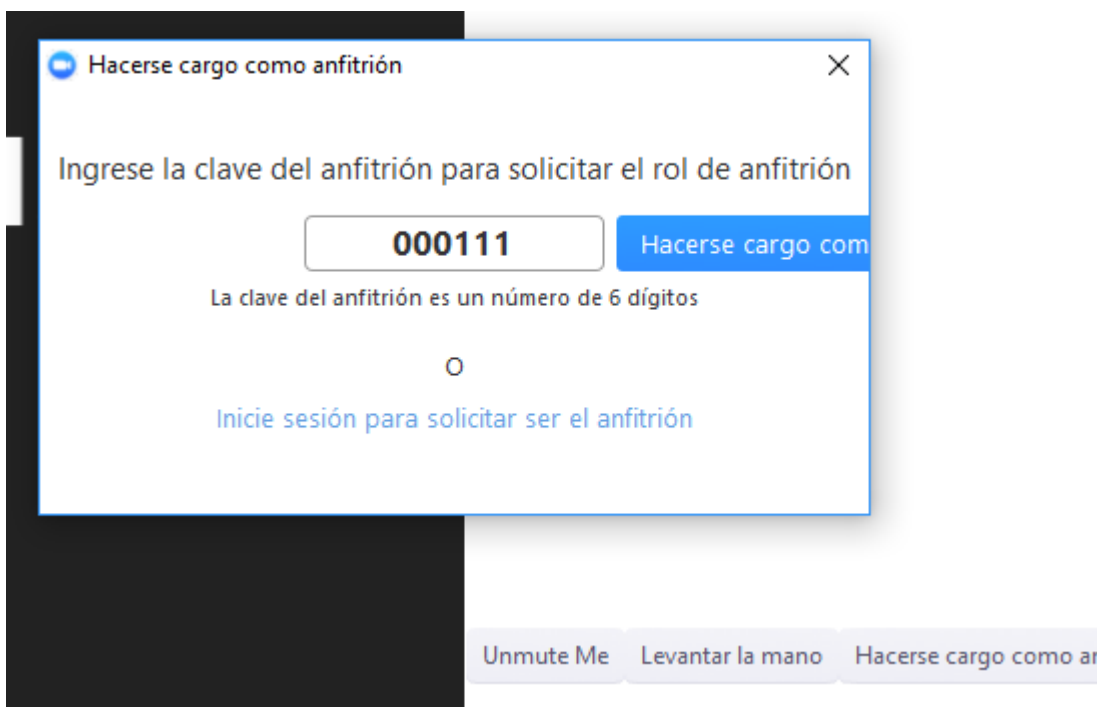 Hacerse cargo como anfitrión
Ingrese la clave del anfitrión para solicitar el rol de anfitrión
000111 Hacerse cargo com
La clave del anfitrión es un número de 6 dígitos
O
Inicie sesión para solicitar ser el anfitrión
Unmute Me Levantar la mano Hacerse cargo como an